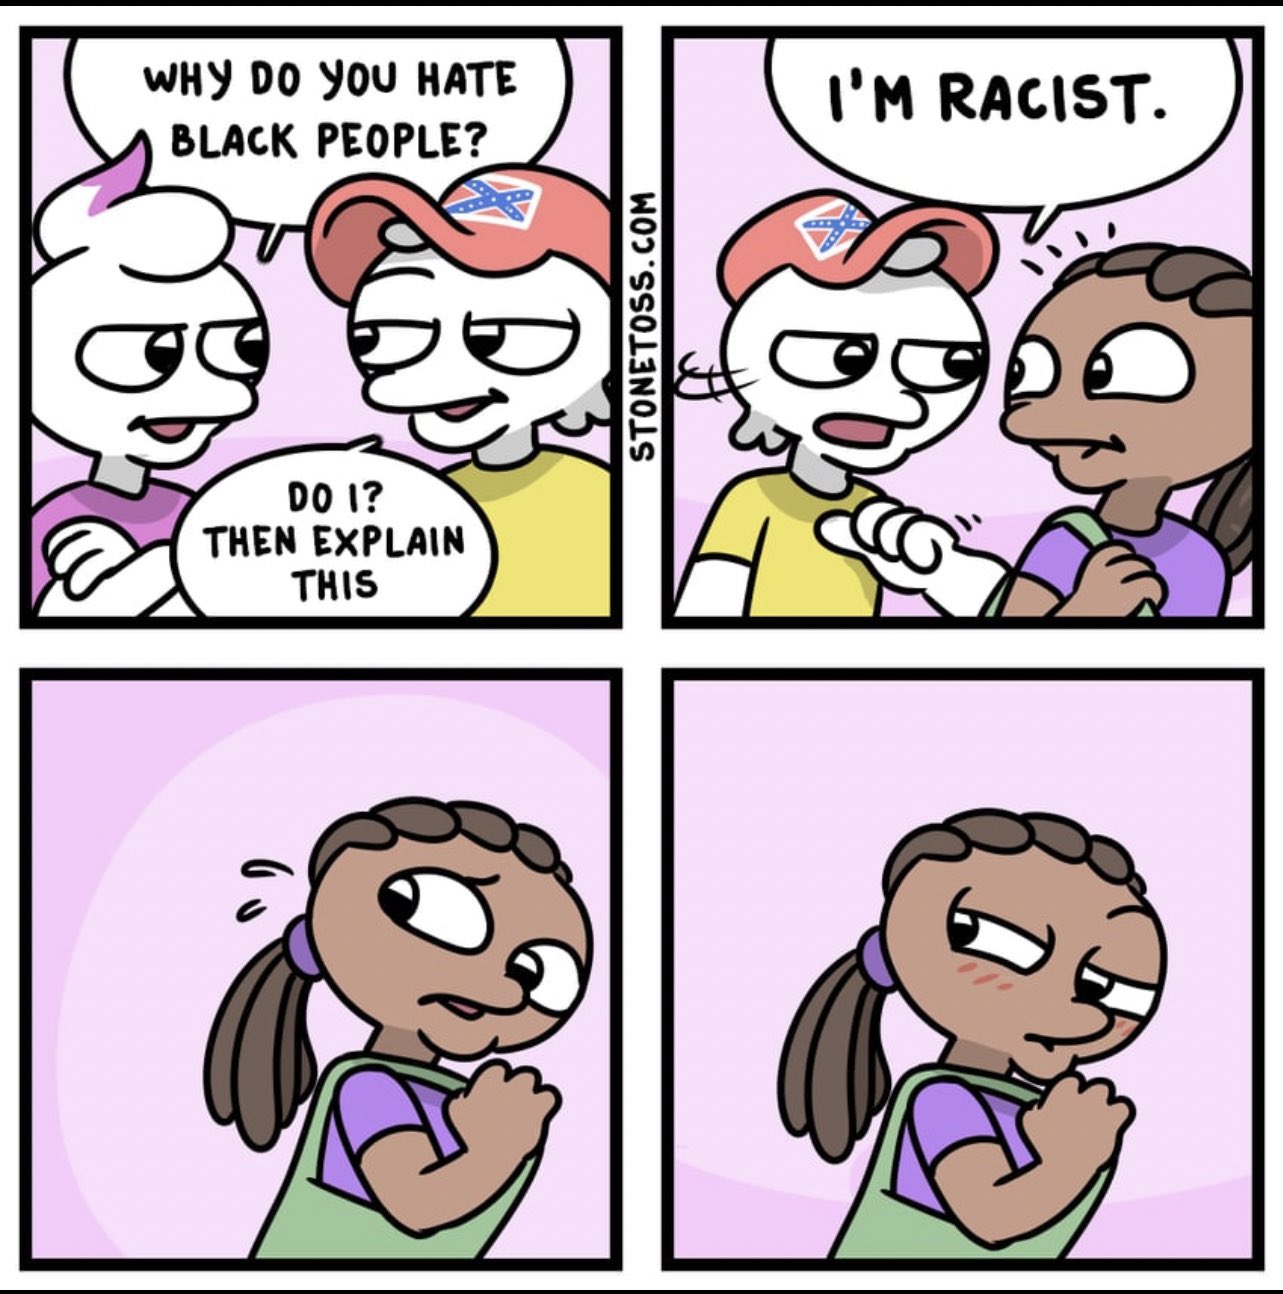 WHY DO YOU HATE
BLACK PEOPLE?
DO I?
THEN EXPLAIN
THIS
STONETOSS.COM
I'M RACIST.